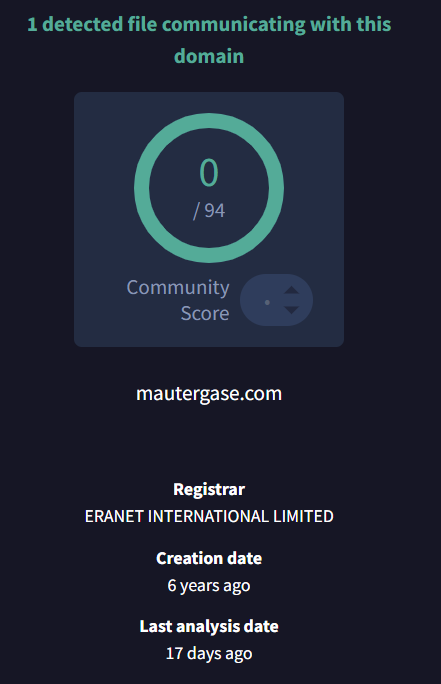 1 detected file communicating with this
domain
0
/ 94
Community
Score
mautergase.com
Registrar
ERANET INTERNATIONAL LIMITED
Creation date
6 years ago
Last analysis date
17 days ago